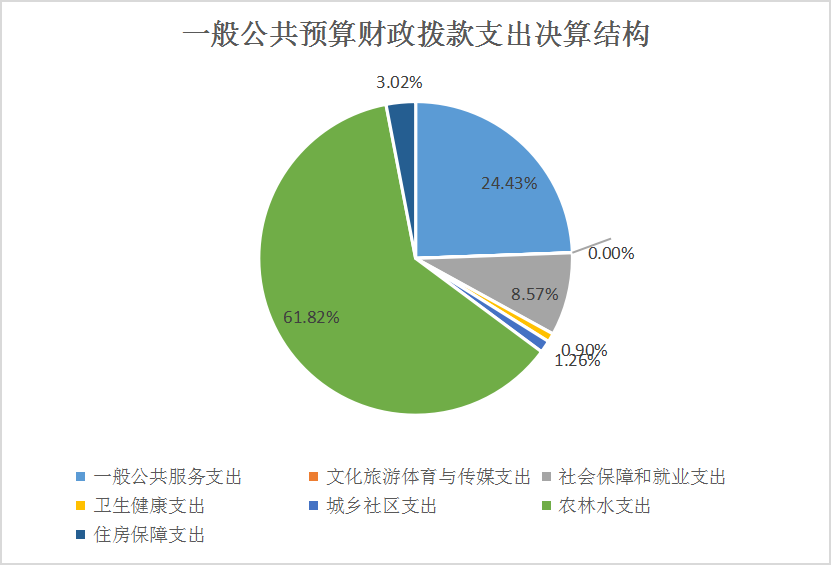 一般公共预算财政拨款支出决算结构
3.02%
24.43%
0.00%
8.57%
61.82%
0.90%
1.26%
一般公共服务支出
文化旅游体育与传媒支出
社会保障和就业支出
卫生健康支出
城乡社区支出
农林水支出
住房保障支出